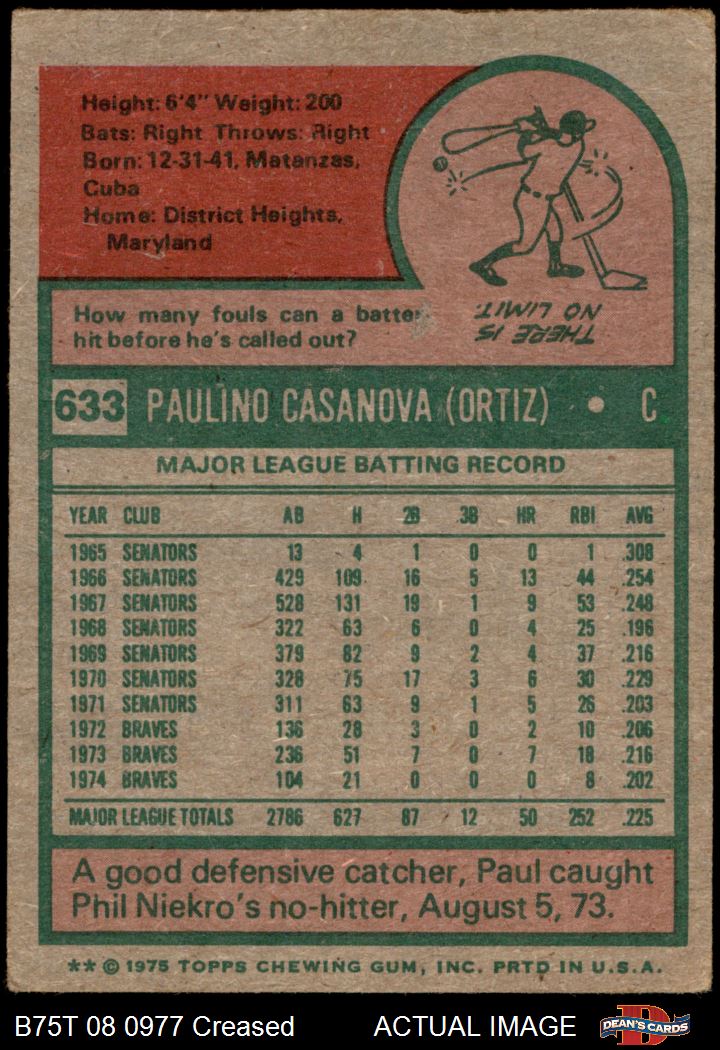 Height: 6'4" Weight: 200
Bats: Right Throws: Right
Born: 12-31-41, Matanzas,
Cuba
Home: District Heights,
Maryland
How many fouls can a batter
hit before he's called out?
THERE IS
NO LIMIT.
633 PAULINO CASANOVA (ORTIZ) • C
MAJOR LEAGUE BATTING RECORD
YEAR CLUB AB H 2B 3B HR RBI AVG
1965 SENATORS 13 4 1 0 0 1 .308
1966 SENATORS 429 109 16 5 13 44 .254
1967 SENATORS 528 131 19 1 9 53 .248
1968 SENATORS 322 63 6 0 4 25 .196
1969 SENATORS 379 82 9 2 4 37 .216
1970 SENATORS 328 75 17 3 6 30 .229
1971 SENATORS 311 63 9 1 5 26 .203
1972 BRAVES 136 28 3 0 2 10 .206
1973 BRAVES 236 51 7 0 7 18 .216
1974 BRAVES 104 21 0 0 0 8 .202
MAJOR LEAGUE TOTALS 2786 627 87 12 50 252 .225
A good defensive catcher, Paul caught
Phil Niekro's no-hitter, August 5, 73.
** © 1975 TOPPS CHEWING GUM, INC. PRTD IN U.S.A.
B75T 08 0977 Creased ACTUAL IMAGE
D
DEAN'S CARDS